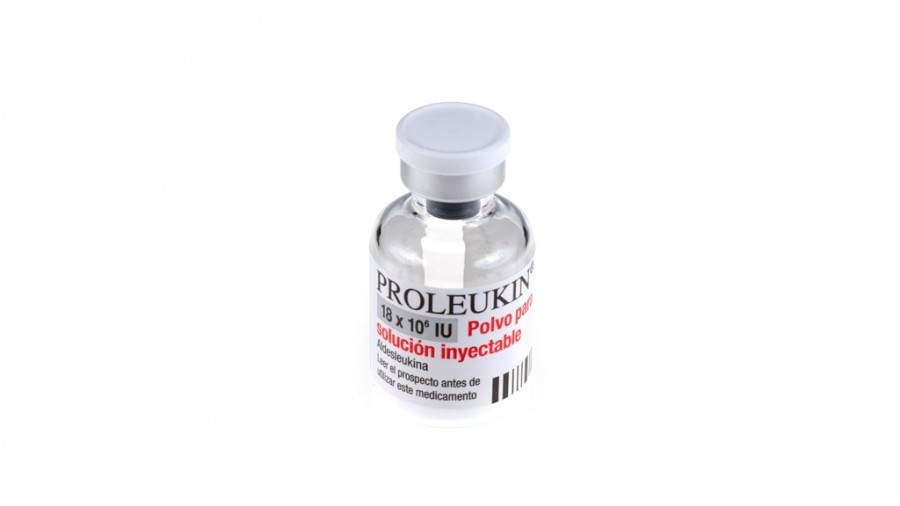 PROLEUKIN®
18 x 10⁶ IU Polvo para
solución inyectable
Aldesleukina
Leer el prospecto antes de
utilizar este medicamento